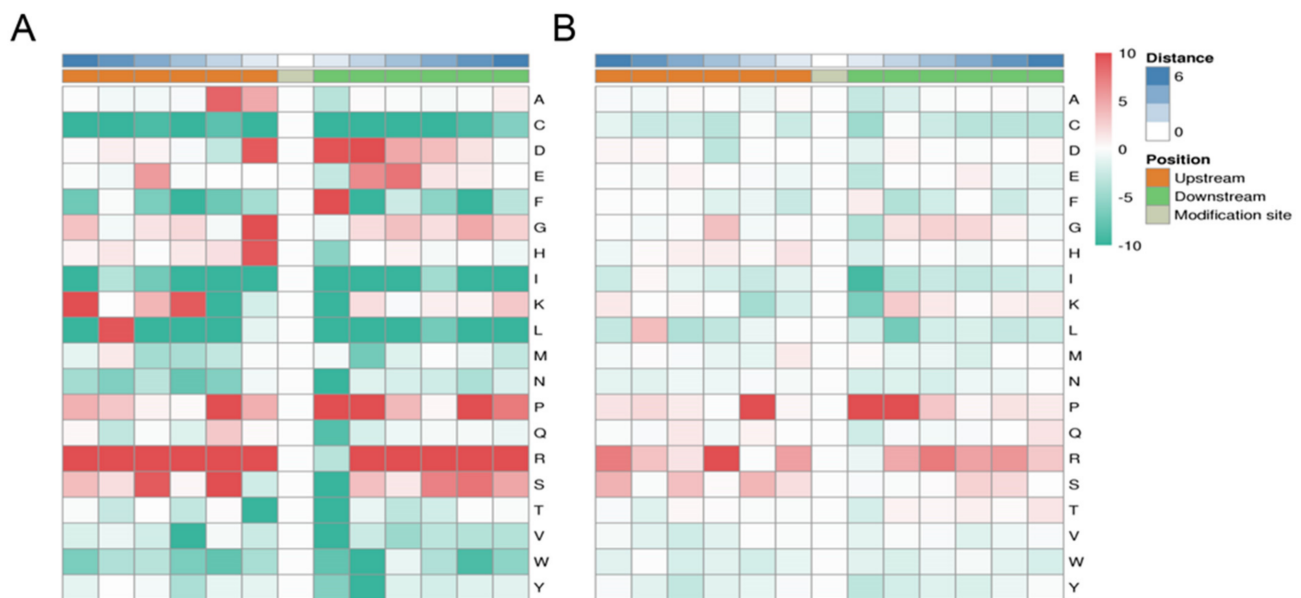 A
B
A
C
D
E
F
G
H
I
K
L
M
N
P
Q
R
S
T
V
W
Y
A
C
D
E
F
G
H
I
K
L
M
N
P
Q
R
S
T
V
W
Y
10
5
0
-5
-10
Distance
6
0
Position
Upstream
Downstream
Modification site